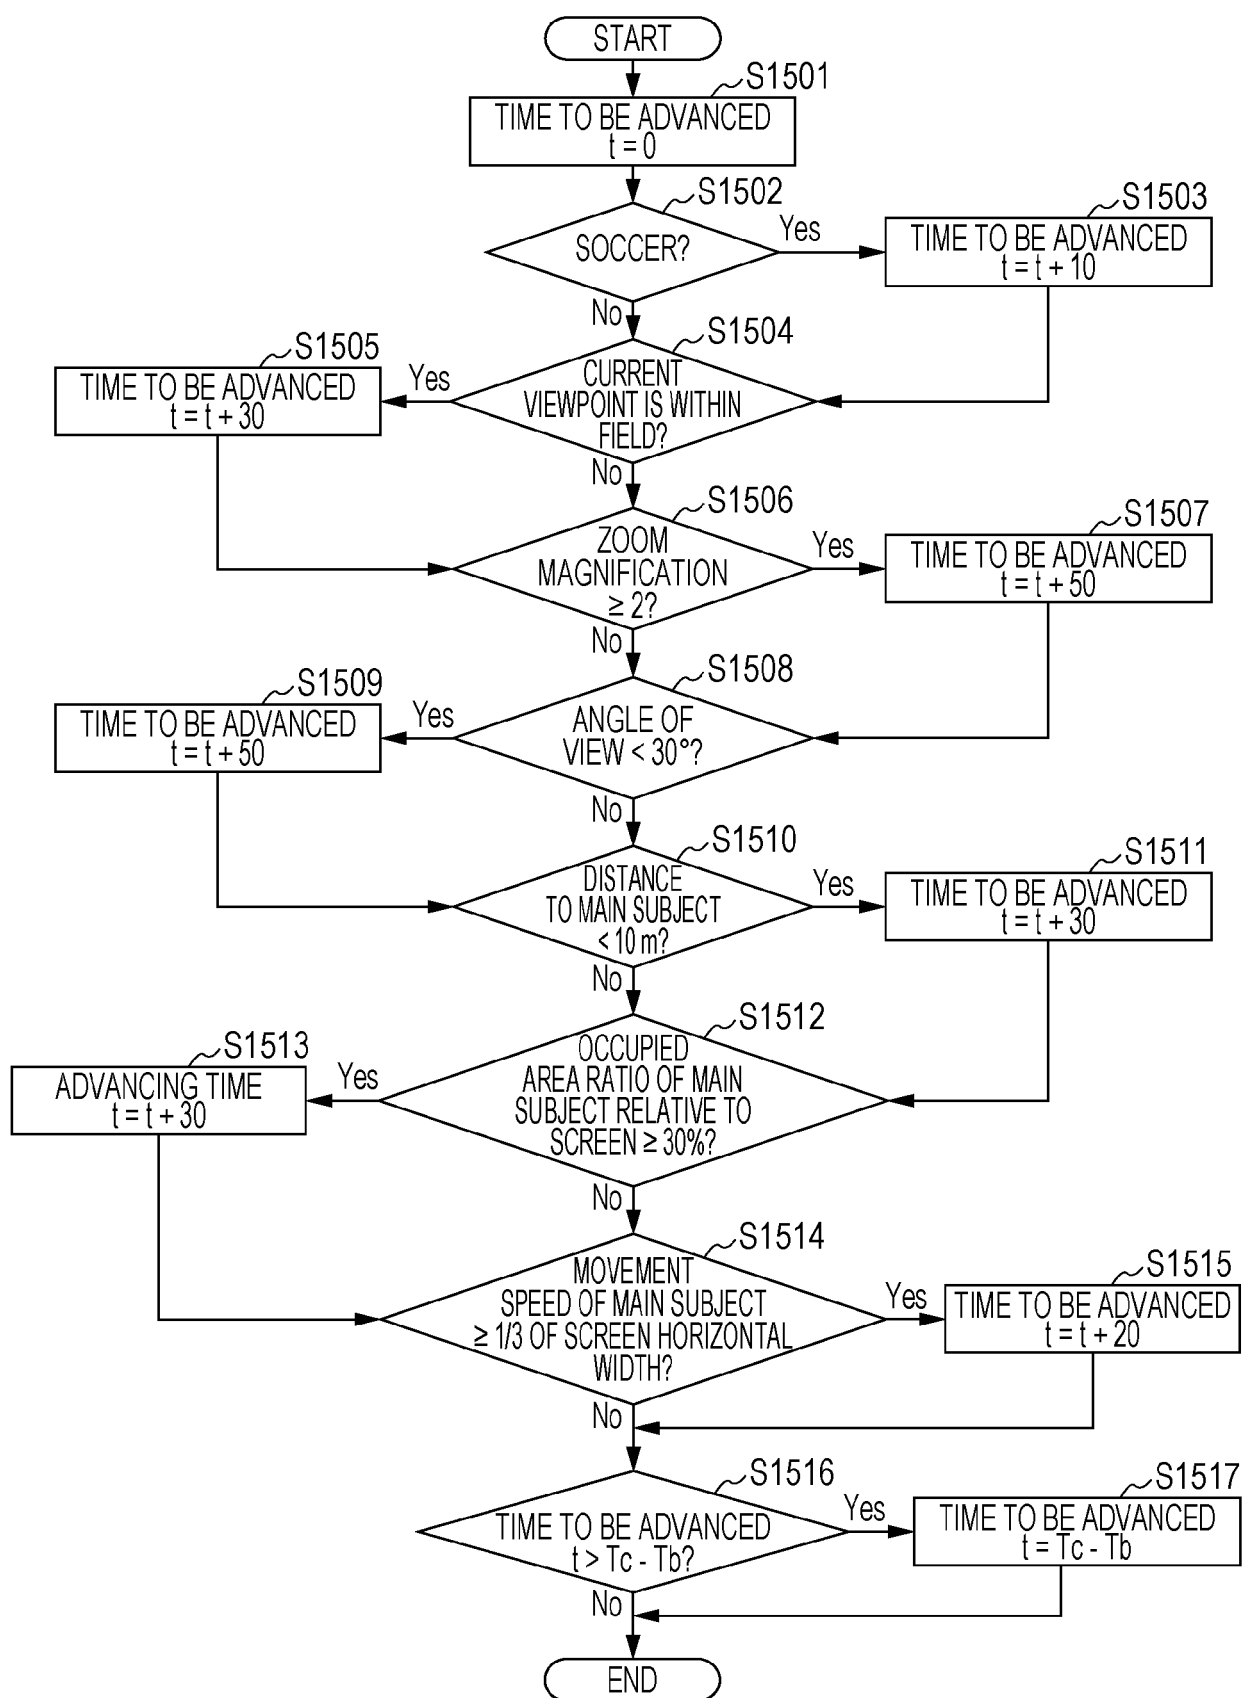 START
S1501
TIME TO BE ADVANCED
t = 0
S1502
SOCCER?
Yes
S1503
TIME TO BE ADVANCED
t = t + 10
No
S1504
CURRENT
VIEWPOINT IS WITHIN
FIELD?
Yes
S1505
TIME TO BE ADVANCED
t = t + 30
No
S1506
ZOOM
MAGNIFICATION
≥ 2?
Yes
S1507
TIME TO BE ADVANCED
t = t + 50
No
S1508
ANGLE OF
VIEW < 30°?
Yes
S1509
TIME TO BE ADVANCED
t = t + 50
No
S1510
DISTANCE
TO MAIN SUBJECT
< 10 m?
Yes
S1511
TIME TO BE ADVANCED
t = t + 30
No
S1512
OCCUPIED
AREA RATIO OF MAIN
SUBJECT RELATIVE TO
SCREEN ≥ 30%?
Yes
S1513
ADVANCING TIME
t = t + 30
No
S1514
MOVEMENT
SPEED OF MAIN SUBJECT
≥ 1/3 OF SCREEN HORIZONTAL
WIDTH?
Yes
S1515
TIME TO BE ADVANCED
t = t + 20
No
S1516
TIME TO BE ADVANCED
t > Tc - Tb?
Yes
S1517
TIME TO BE ADVANCED
t = Tc - Tb
No
END